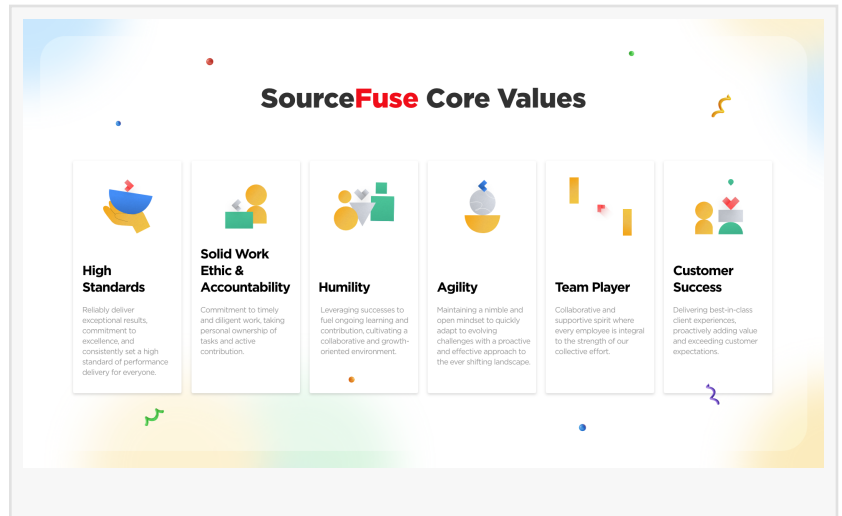 SourceFuse Core Values
High
Standards
Reliably deliver
exceptional results,
commitment to
excellence, and
consistently set a high
standard of performance
delivery for everyone.
Solid Work
Ethic &
Accountability
Commitment to timely
and diligent work, taking
personal ownership of
tasks and active
contribution.
Humility
Leveraging successes to
fuel ongoing learning and
contribution, cultivating a
collaborative and growth-
oriented environment.
Agility
Maintaining a nimble and
open mindset to quickly
adapt to evolving
challenges with a proactive
and effective approach to
the ever shifting landscape.
Team Player
Collaborative and
supportive spirit where
every employee is integral
to the strength of our
collective effort.
Customer
Success
Delivering best-in-class
client experiences,
proactively adding value
and exceeding customer
expectations.